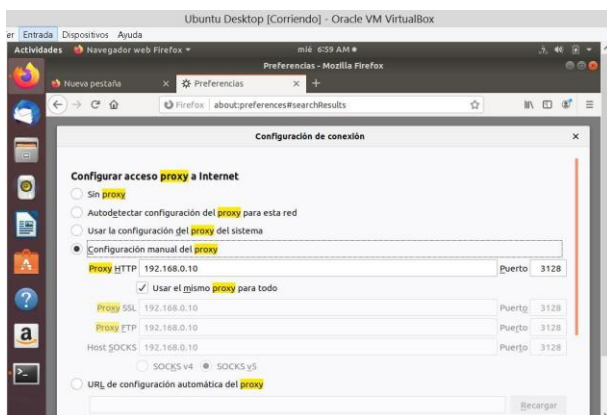 Ubuntu Desktop [Corriendo] - Oracle VM VirtualBox
er Entrada Dispositivos Ayuda
Actividades Navegador web Firefox mié 6:59 AM
Preferencias - Mozilla Firefox
Nueva pestaña Preferencias
Firefox about:preferences#searchResults
Configuración de conexión
Configurar acceso proxy a Internet
Sin proxy
Autodetectar configuración del proxy para esta red
Usar la configuración del proxy del sistema
Configuración manual del proxy
Proxy HTTP 192.168.0.10 Puerto 3128
Usar el mismo proxy para todo
Proxy SSL 192.168.0.10 Puerto 3128
Proxy FTP 192.168.0.10 Puerto 3128
Host SOCKS 192.168.0.10 Puerto 3128
SOCKS v4 SOCKS v5
URL de configuración automática del proxy
Recargar